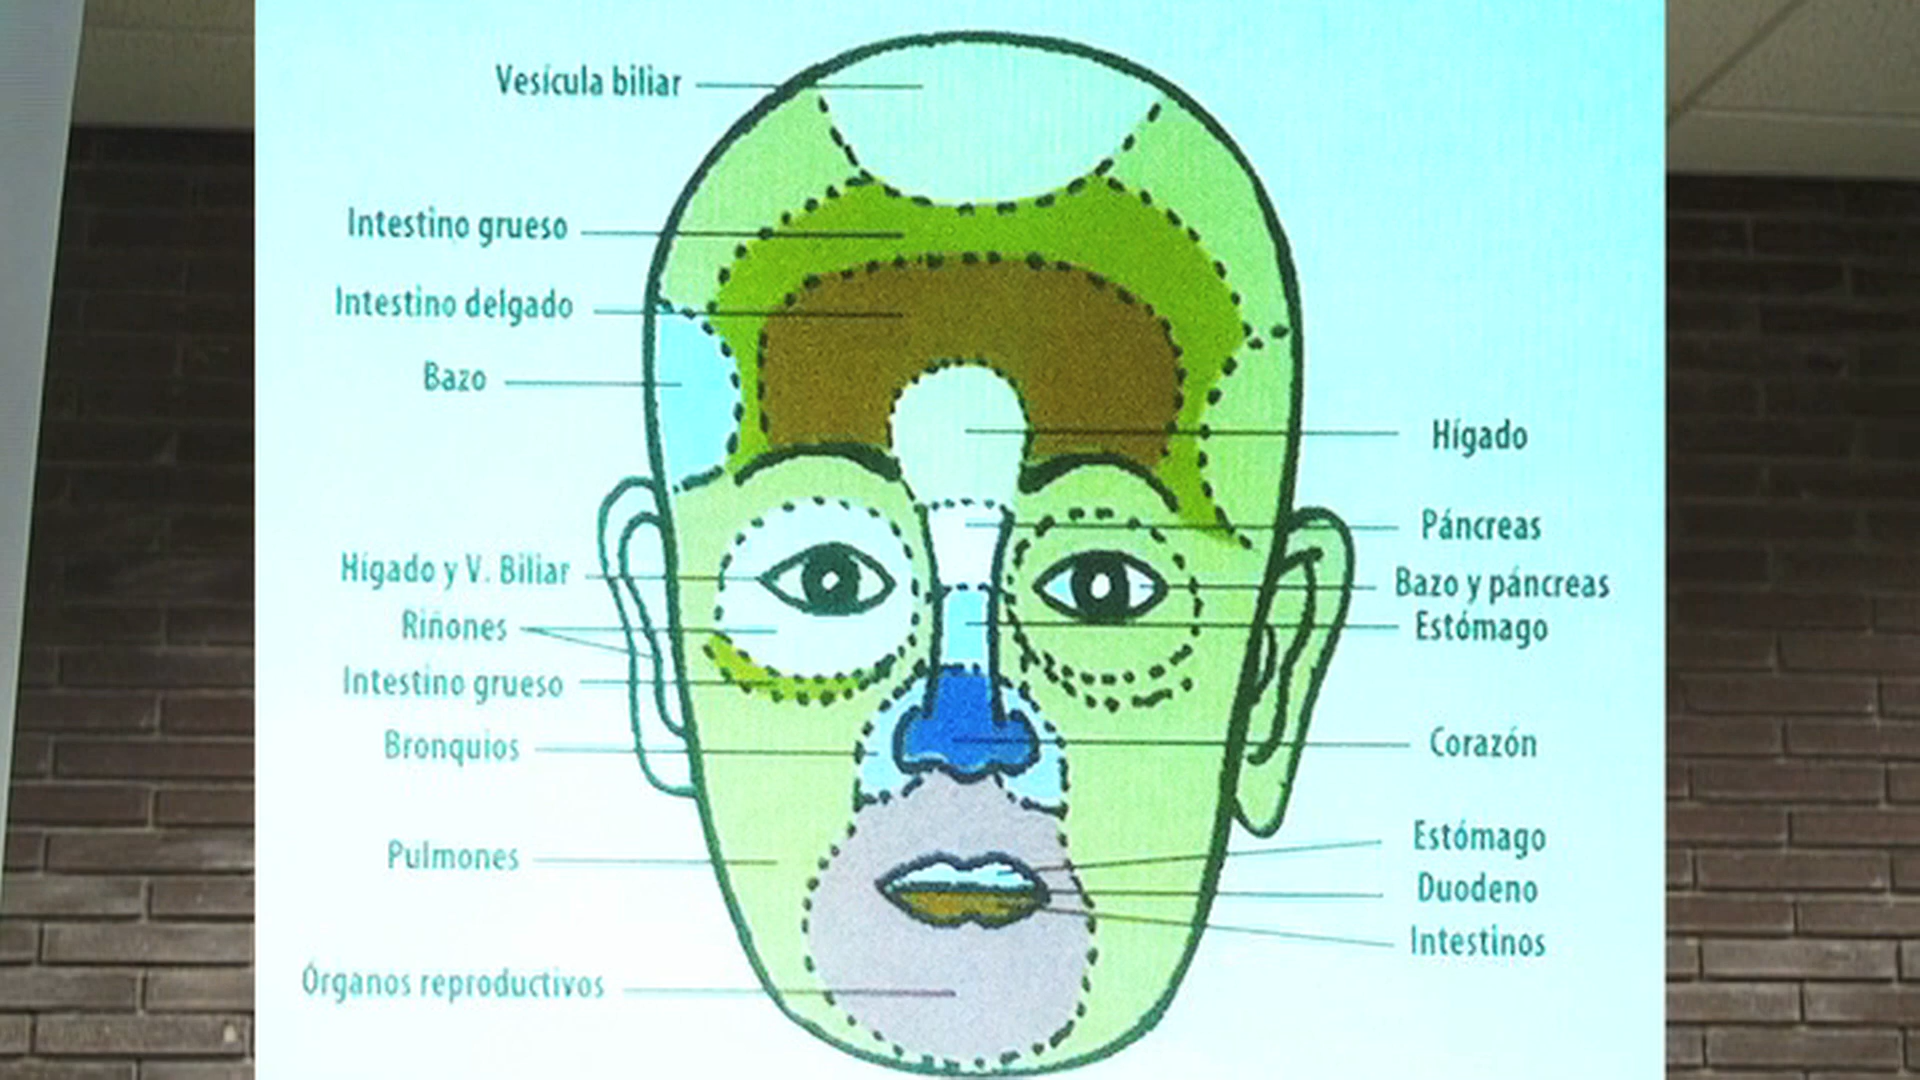 Vesícula biliar
Intestino grueso
Intestino delgado
Bazo
Hígado y V. Biliar
Riñones
Intestino grueso
Bronquios
Pulmones
Órganos reproductivos
Hígado
Páncreas
Bazo y páncreas
Estómago
Corazón
Estómago
Duodeno
Intestinos